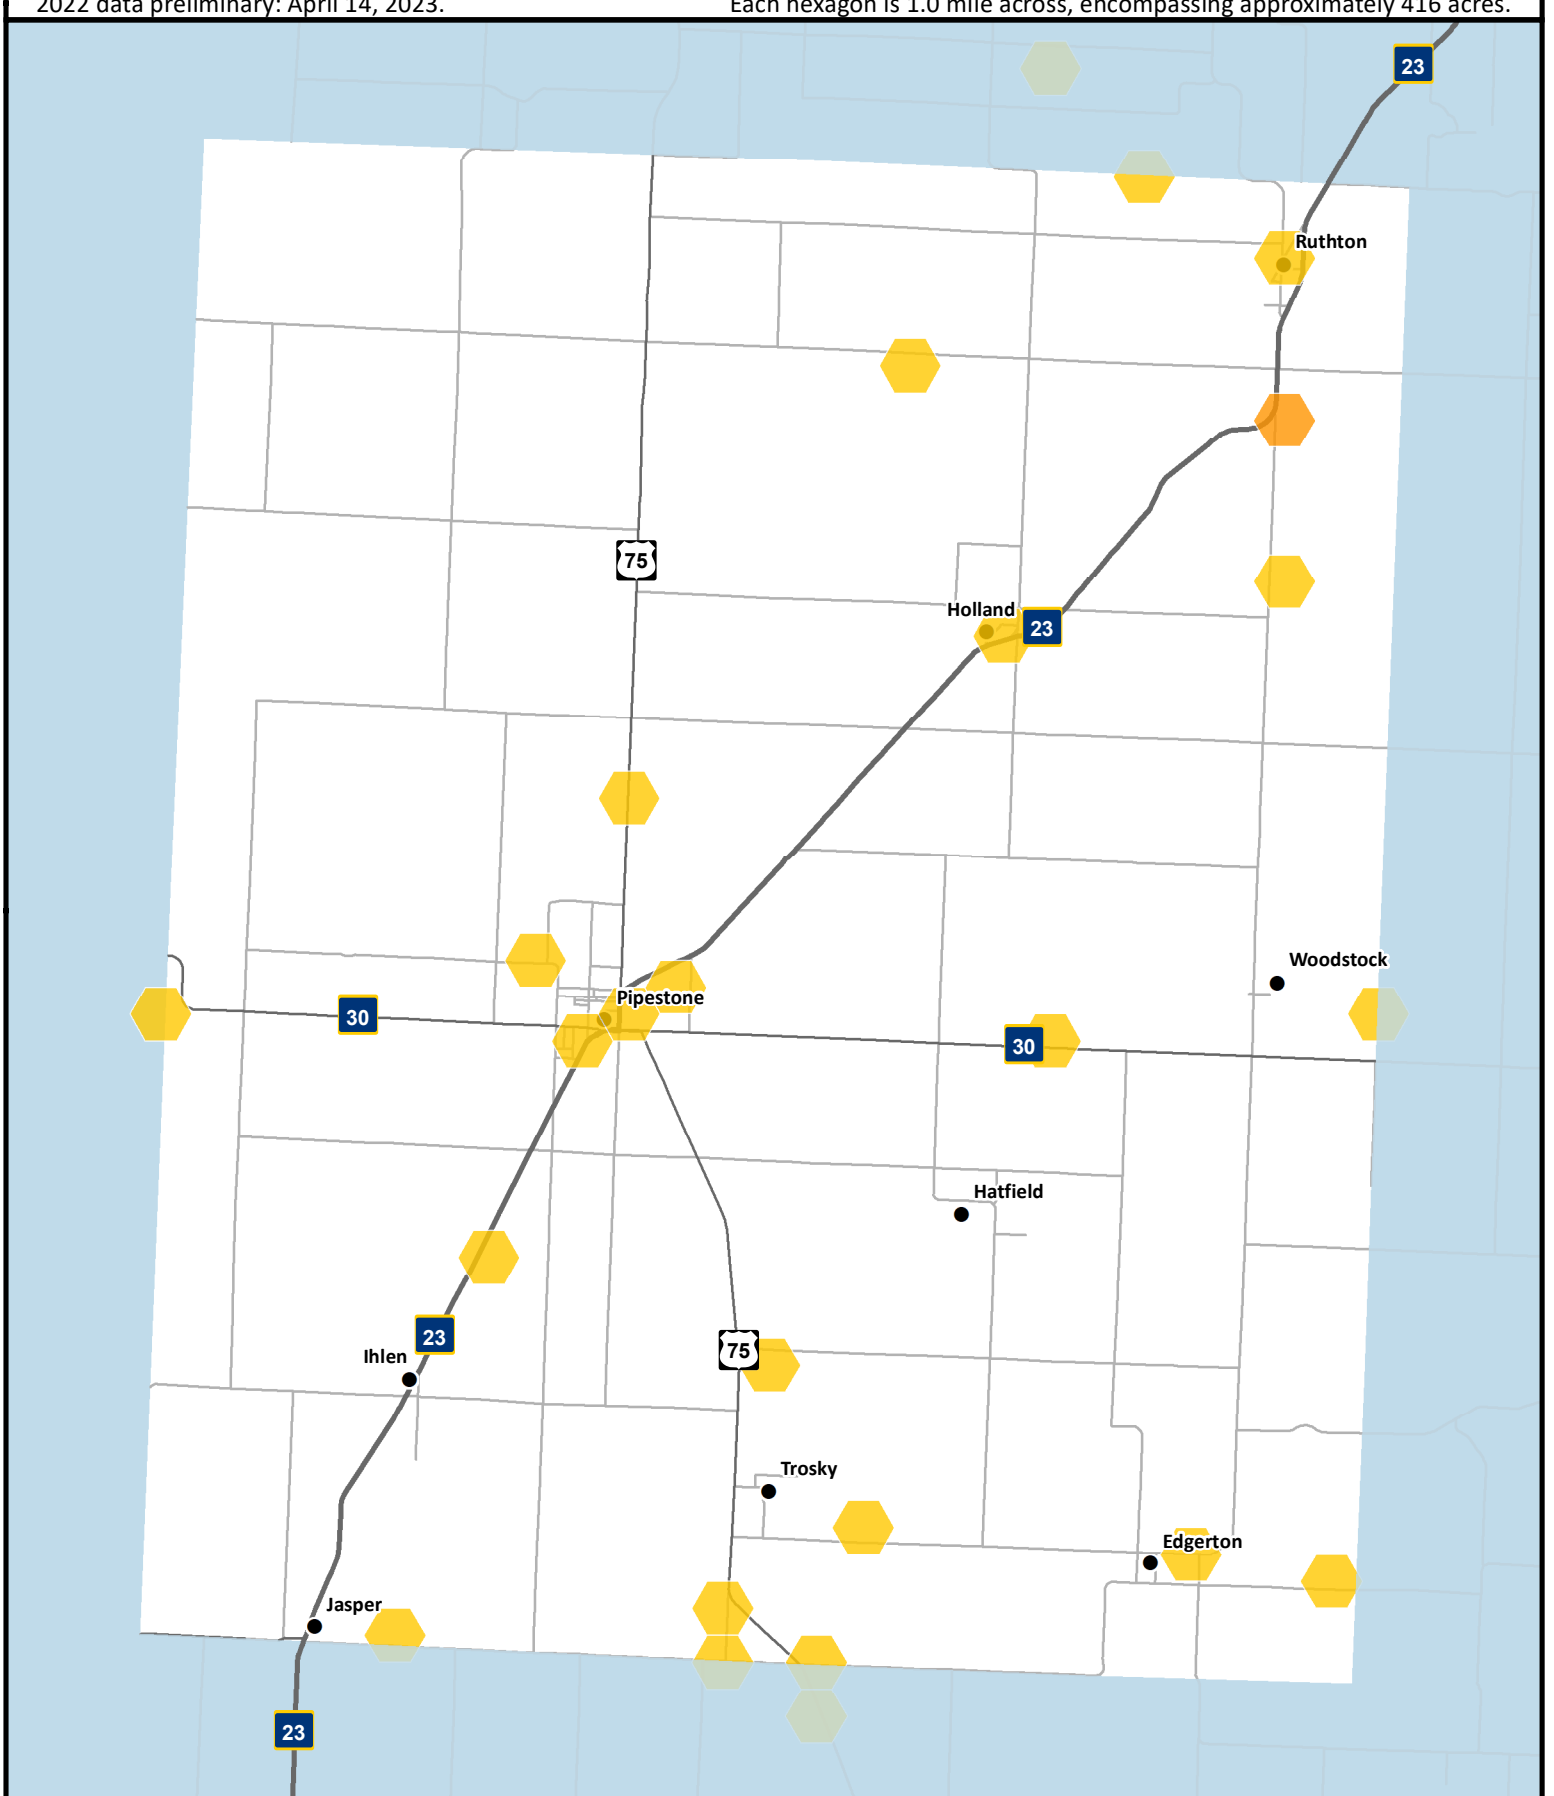 2022 data preliminary: April 14, 2023.
Each hexagon is 1.0 mile across, encompassing approximately 416 acres.
23
Ruthton
75
Holland
23
Woodstock
Pipestone
30
30
Hatfield
23
75
Ihlen
Trosky
Edgerton
Jasper
23